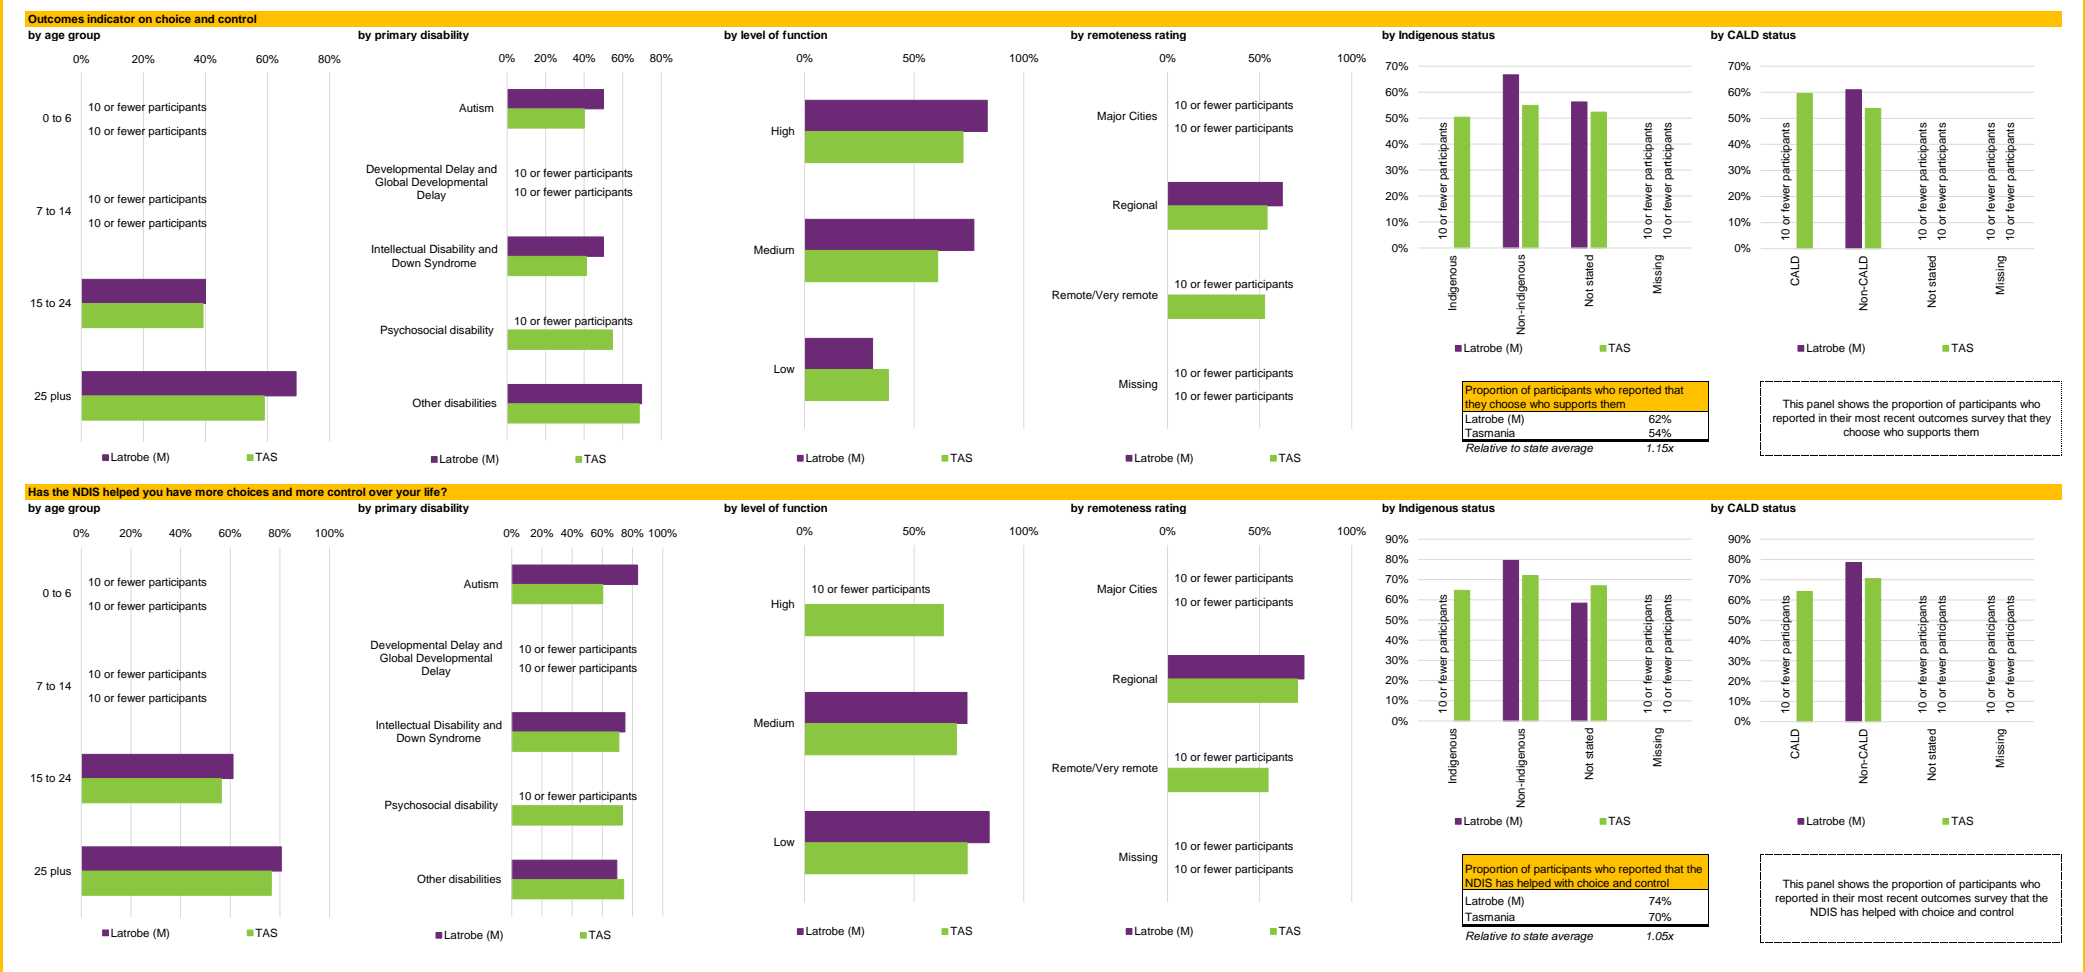 Outcomes indicator on choice and control
by age group
0% 20% 40% 60% 80%
0 to 6
10 or fewer participants
10 or fewer participants
7 to 14
10 or fewer participants
10 or fewer participants
15 to 24
25 plus
Latrobe (M) TAS
by primary disability
0% 20% 40% 60% 80%
Autism
Developmental Delay and
Global Developmental
Delay
10 or fewer participants
10 or fewer participants
Intellectual Disability and
Down Syndrome
Psychosocial disability
10 or fewer participants
Other disabilities
Latrobe (M) TAS
by level of function
0% 50% 100%
High
Medium
Low
Latrobe (M) TAS
by remoteness rating
0% 50% 100%
Major Cities
10 or fewer participants
10 or fewer participants
Regional
Remote/Very remote
10 or fewer participants
Missing
10 or fewer participants
10 or fewer participants
Latrobe (M) TAS
by Indigenous status
70%
60%
50%
40%
30%
20%
10%
0%
10 or fewer participants
10 or fewer participants
10 or fewer participants
Indigenous
Non-indigenous
Not stated
Missing
Latrobe (M) TAS
Proportion of participants who reported that
they choose who supports them
Latrobe (M) 62%
Tasmania 54%
Relative to state average 1.15x
by CALD status
70%
60%
50%
40%
30%
20%
10%
0%
10 or fewer participants
10 or fewer participants
10 or fewer participants
10 or fewer participants
10 or fewer participants
CALD
Non-CALD
Not stated
Missing
Latrobe (M) TAS
This panel shows the proportion of participants who
reported in their most recent outcomes survey that they
choose who supports them
Has the NDIS helped you have more choices and more control over your life?
by age group
0% 20% 40% 60% 80% 100%
0 to 6
10 or fewer participants
10 or fewer participants
7 to 14
10 or fewer participants
10 or fewer participants
15 to 24
25 plus
Latrobe (M) TAS
by primary disability
0% 20% 40% 60% 80% 100%
Autism
Developmental Delay and
Global Developmental
Delay
10 or fewer participants
10 or fewer participants
Intellectual Disability and
Down Syndrome
Psychosocial disability
10 or fewer participants
Other disabilities
Latrobe (M) TAS
by level of function
0% 50% 100%
High
10 or fewer participants
Medium
Low
Latrobe (M) TAS
by remoteness rating
0% 50% 100%
Major Cities
10 or fewer participants
10 or fewer participants
Regional
Remote/Very remote
10 or fewer participants
Missing
10 or fewer participants
10 or fewer participants
Latrobe (M) TAS
by Indigenous status
90%
80%
70%
60%
50%
40%
30%
20%
10%
0%
10 or fewer participants
10 or fewer participants
10 or fewer participants
Indigenous
Non-indigenous
Not stated
Missing
Latrobe (M) TAS
Proportion of participants who reported that the
NDIS has helped with choice and control
Latrobe (M) 74%
Tasmania 70%
Relative to state average 1.05x
by CALD status
90%
80%
70%
60%
50%
40%
30%
20%
10%
0%
10 or fewer participants
10 or fewer participants
10 or fewer participants
10 or fewer participants
10 or fewer participants
CALD
Non-CALD
Not stated
Missing
Latrobe (M) TAS
This panel shows the proportion of participants who
reported in their most recent outcomes survey that the
NDIS has helped with choice and control